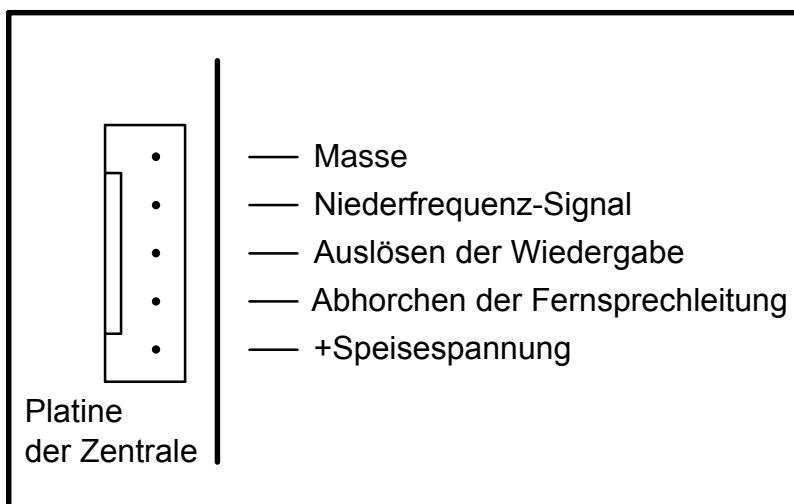 Masse
Niederfrequenz-Signal
Auslösen der Wiedergabe
Abhorchen der Fernsprechleitung
+Speisespannung
Platine
der Zentrale